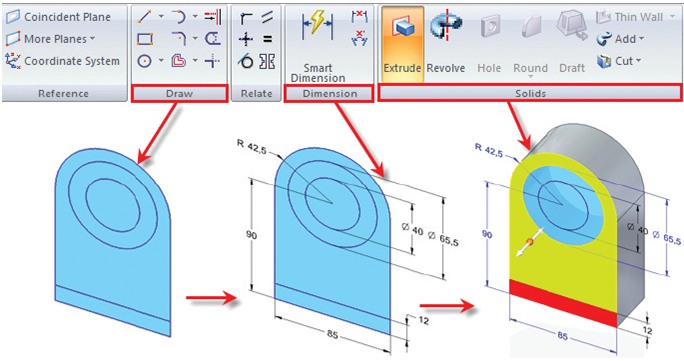 Coincident Plane
More Planes
Coordinate System
Reference
Draw
Relate
Smart Dimension
Dimension
Extrude
Revolve
Hole
Round
Draft
Thin Wall
Add
Cut
Solids
R 42,5
90
Ø 40
Ø 65,5
12
85
R 42,5
90
Ø 40
Ø 65,5
12
85